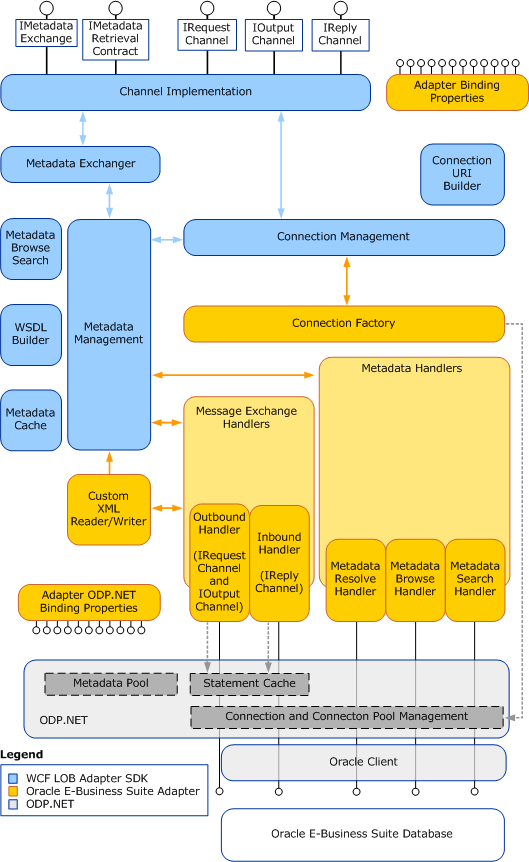 IMetadata
Exchange
IMetadata
Retrieval
Contract
IRequest
Channel
IOutput
Channel
IReply
Channel
Channel Implementation
Adapter Binding
Properties
Metadata Exchanger
Connection
URI
Builder
Metadata
Browse
Search
Connection Management
WSDL
Builder
Metadata
Management
Connection Factory
Metadata Handlers
Metadata
Cache
Message Exchange
Handlers
Custom
XML
Reader/Writer
Outbound
Handler
(IRequest
Channel
and
IOutput
Channel)
Inbound
Handler
(IReply
Channel)
Metadata
Resolve
Handler
Metadata
Browse
Handler
Metadata
Search
Handler
Adapter ODP.NET
Binding Properties
Metadata Pool
Statement Cache
ODP.NET
Connection and Connecton Pool Management
Legend
WCF LOB Adapter SDK
Oracle E-Business Suite Adapter
ODP.NET
Oracle Client
Oracle E-Business Suite Database